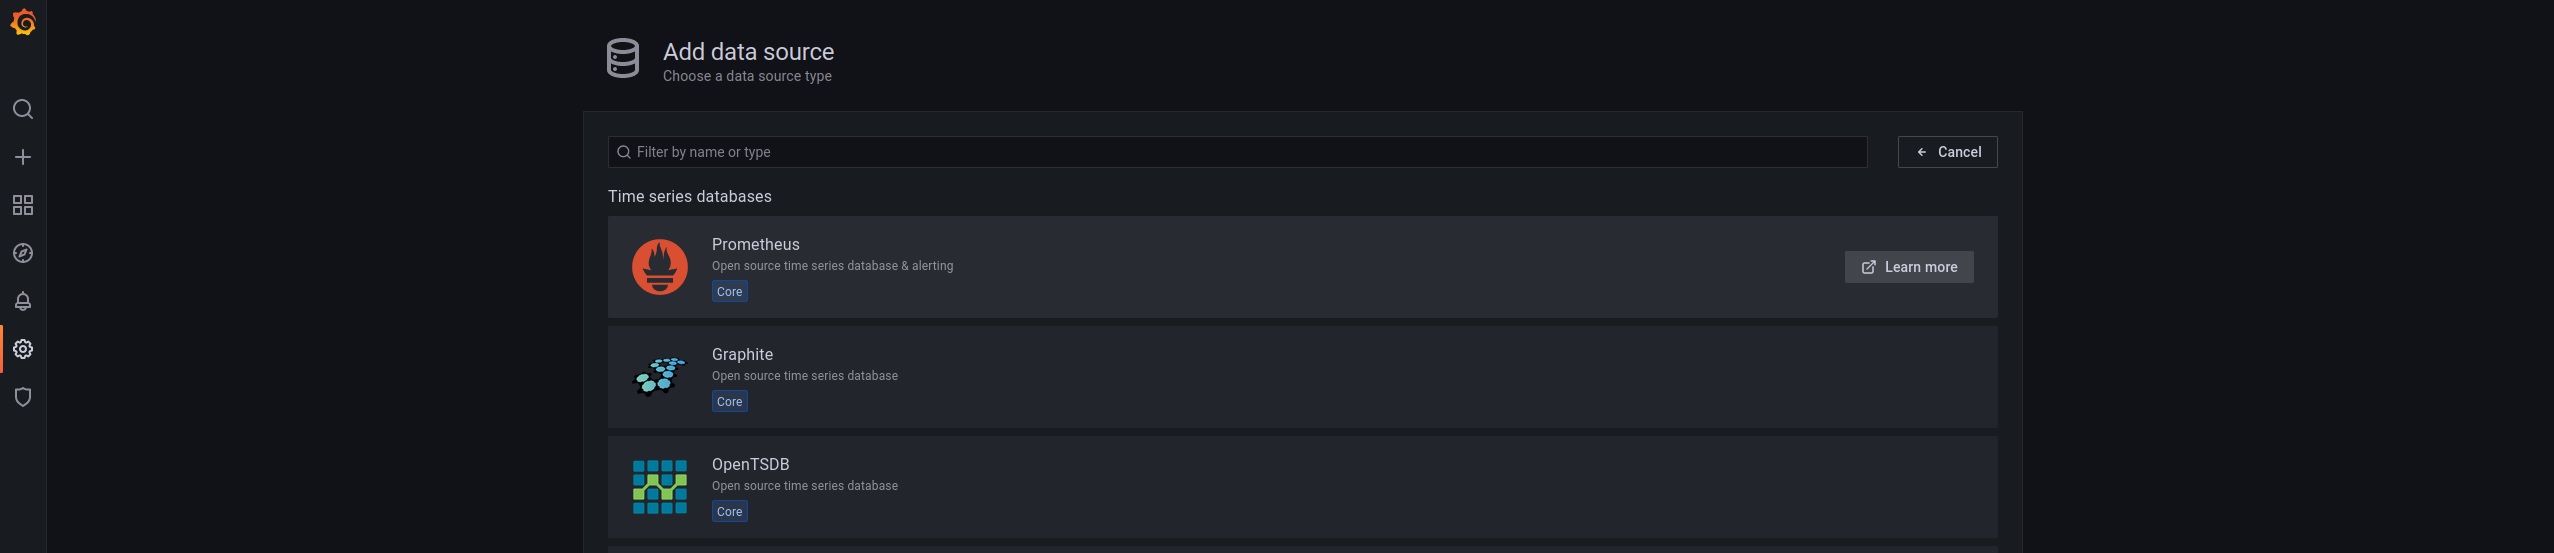 Add data source
Choose a data source type
Filter by name or type
Cancel
Time series databases
Prometheus
Open source time series database & alerting
Core
Learn more
Graphite
Open source time series database
Core
OpenTSDB
Open source time series database
Core